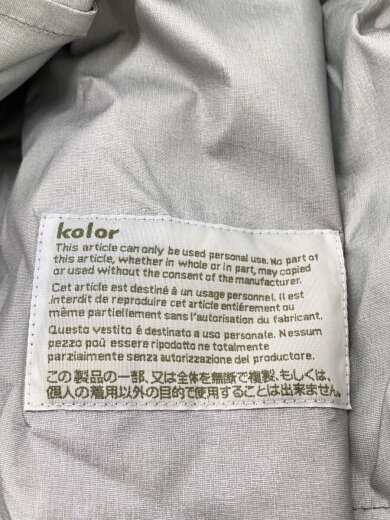 kolor
This article can only be used personal use. No part of
this article, whether in whole or in part, may copied
or used without the consent of the manufacturer.
Cet article est destiné à un usage personnel. Il est
interdit de reproduire cet article entiérement ou
même partiellement sans l'autorisation du fabricant.
Questo vestito é destinato a uso personale. Nessum
pezzo poù essere ripodotto ne totalmente
parziaimente senza autorizzazione del productore.
この製品の一部、又は全体を無断で複製、もしくは、
個人の着用以外の目的で使用することは出来ません。